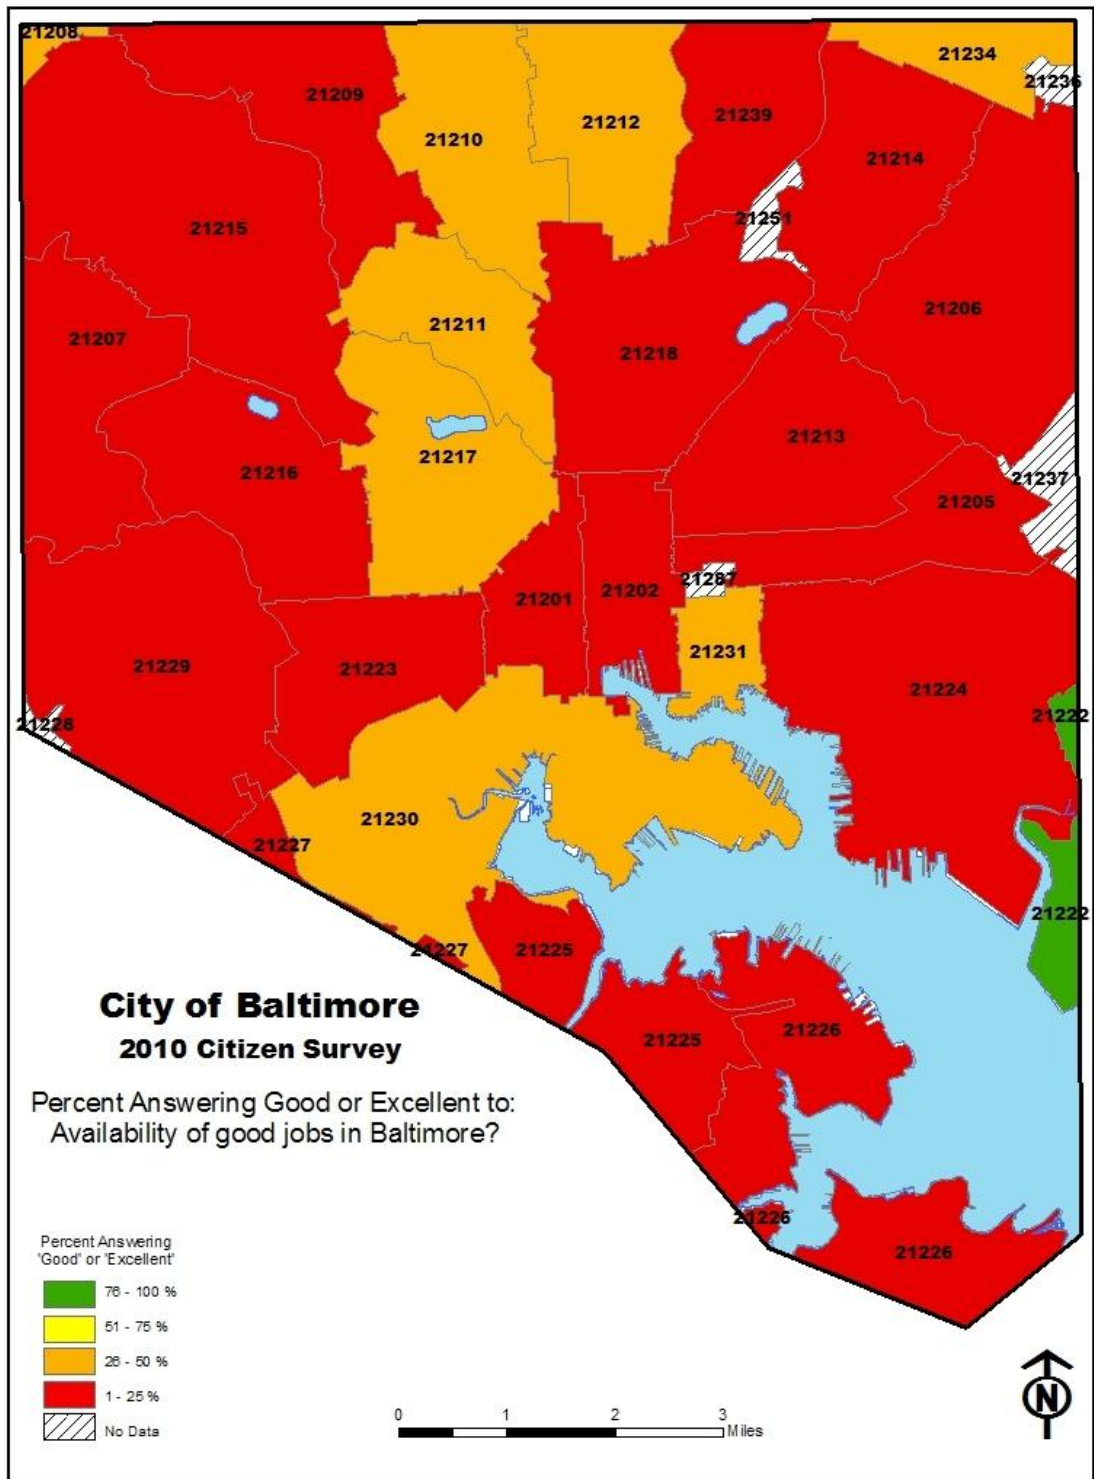 21208
21234
21236
21209
21239
21212
21210
21214
21251
21215
21206
21211
21207
21218
21213
21217
21216
21237
21205
21287
21202
21201
21231
21229
21223
21224
21222
21228
21230
21227
21222
21227
21225
City of Baltimore
2010 Citizen Survey
21226
21225
Percent Answering Good or Excellent to:
Availability of good jobs in Baltimore?
21226
21226
Percent Answering
'Good' or 'Excellent'
76 - 100 %
51 - 75 %
26 - 50 %
1 - 25 %
No Data
0 1 2 3
Miles
N